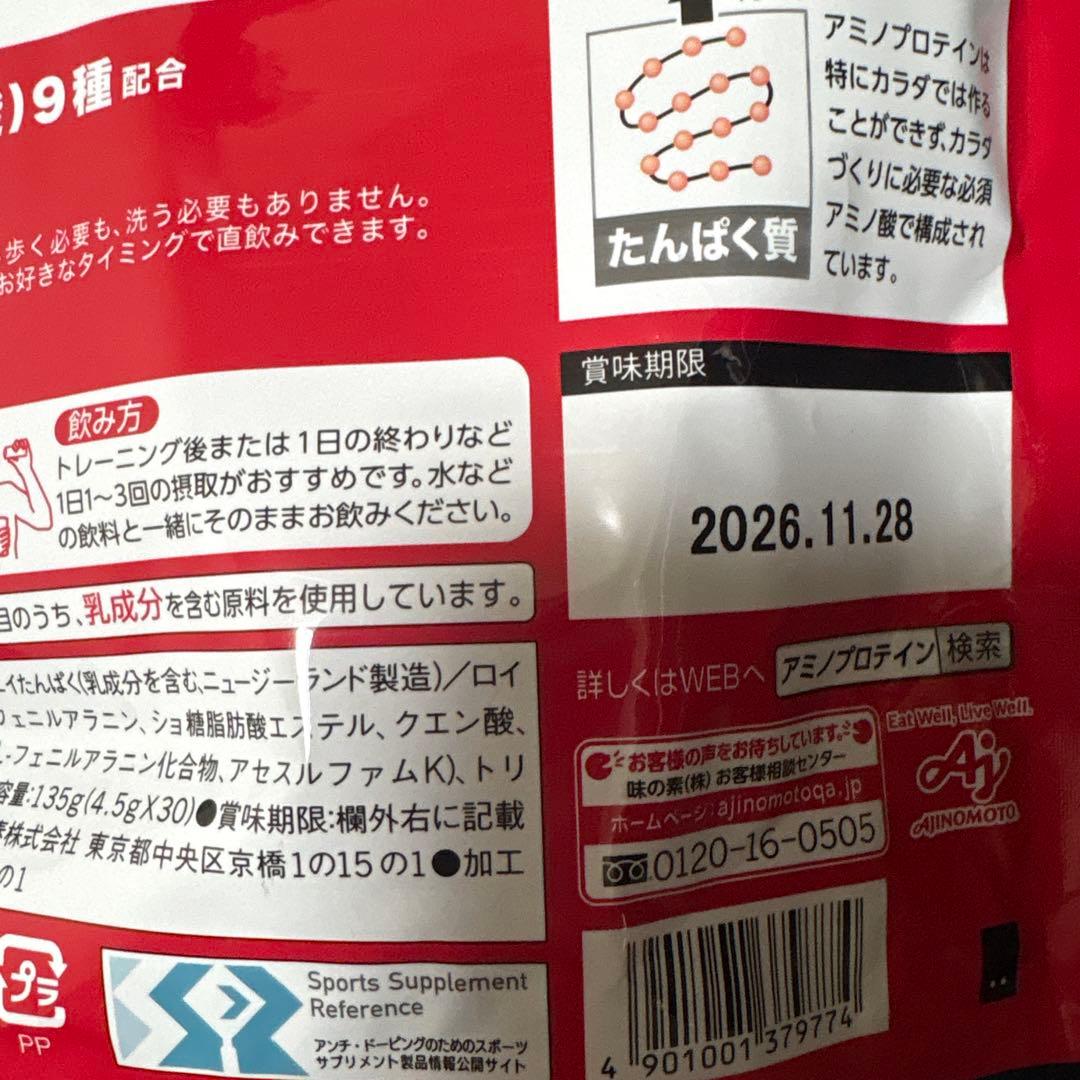 )9種配合
歩く必要も、洗う必要もありません。
お好きなタイミングで直飲みできます。
飲み方
トレーニング後または1日の終わりなど
1日1〜3回の摂取がおすすめです。水など
の飲料と一緒にそのままお飲みください。
目のうち、乳成分を含む原料を使用しています。
エイたんぱく(乳成分を含む、ニュージーランド製造)/ロイ
フェニルアラニン、ショ糖脂肪酸エステル、クエン酸、
L-フェニルアラニン化合物、アセスルファムK)、トリ
容量:135g(4.5g×30)●賞味期限:欄外右に記載
素株式会社 東京都中央区京橋1の15の1●加工
の1
プラ
PP
Sports Supplement
Reference
アンチ・ドーピングのためのスポーツ
サプリメント製品情報公開サイト
たんぱく質
アミノプロテインは
特にカラダでは作る
ことができず、カラダ
づくりに必要な必須
アミノ酸で構成され
ています。
賞味期限
2026.11.28
詳しくはWEBへ アミノプロテイン 検索
お客様の声をお待ちしています。
味の素(株)お客様相談センター
ホームページ:ajinomotoqa.jp
0120-16-0505
Eat Well, Live Well.
Aj
AJINOMOTO
4 901001 379774